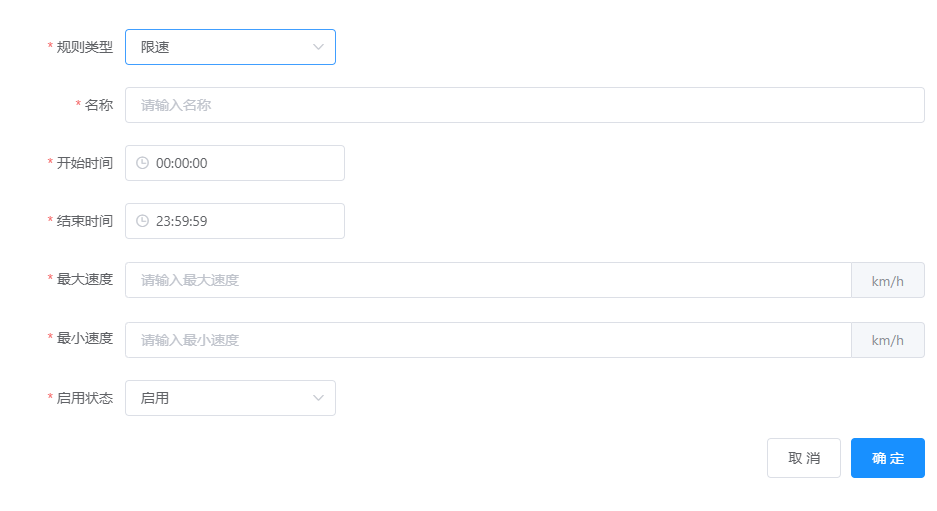 * 规则类型 限速
* 名称 请输入名称
* 开始时间 00:00:00
* 结束时间 23:59:59
* 最大速度 请输入最大速度 km/h
* 最小速度 请输入最小速度 km/h
* 启用状态 启用
取消 确定